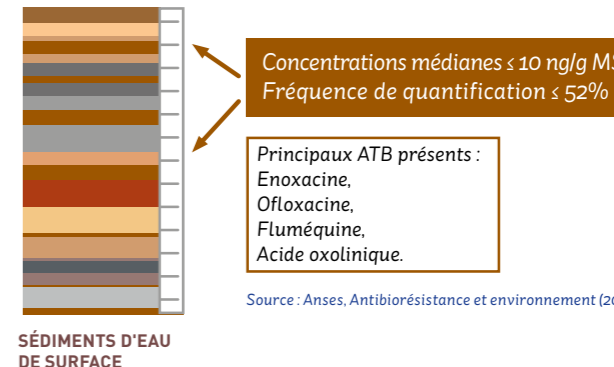 Concentrations médianes ≤ 10 ng/g
Fréquence de quantification ≤ 52%
Principaux ATB présents :
Enoxacine,
Ofloxacine,
Fluméquine,
Acide oxolinique.
Source : Anses, Antibiorésistance et environnement
SÉDIMENTS D'EAU
DE SURFACE